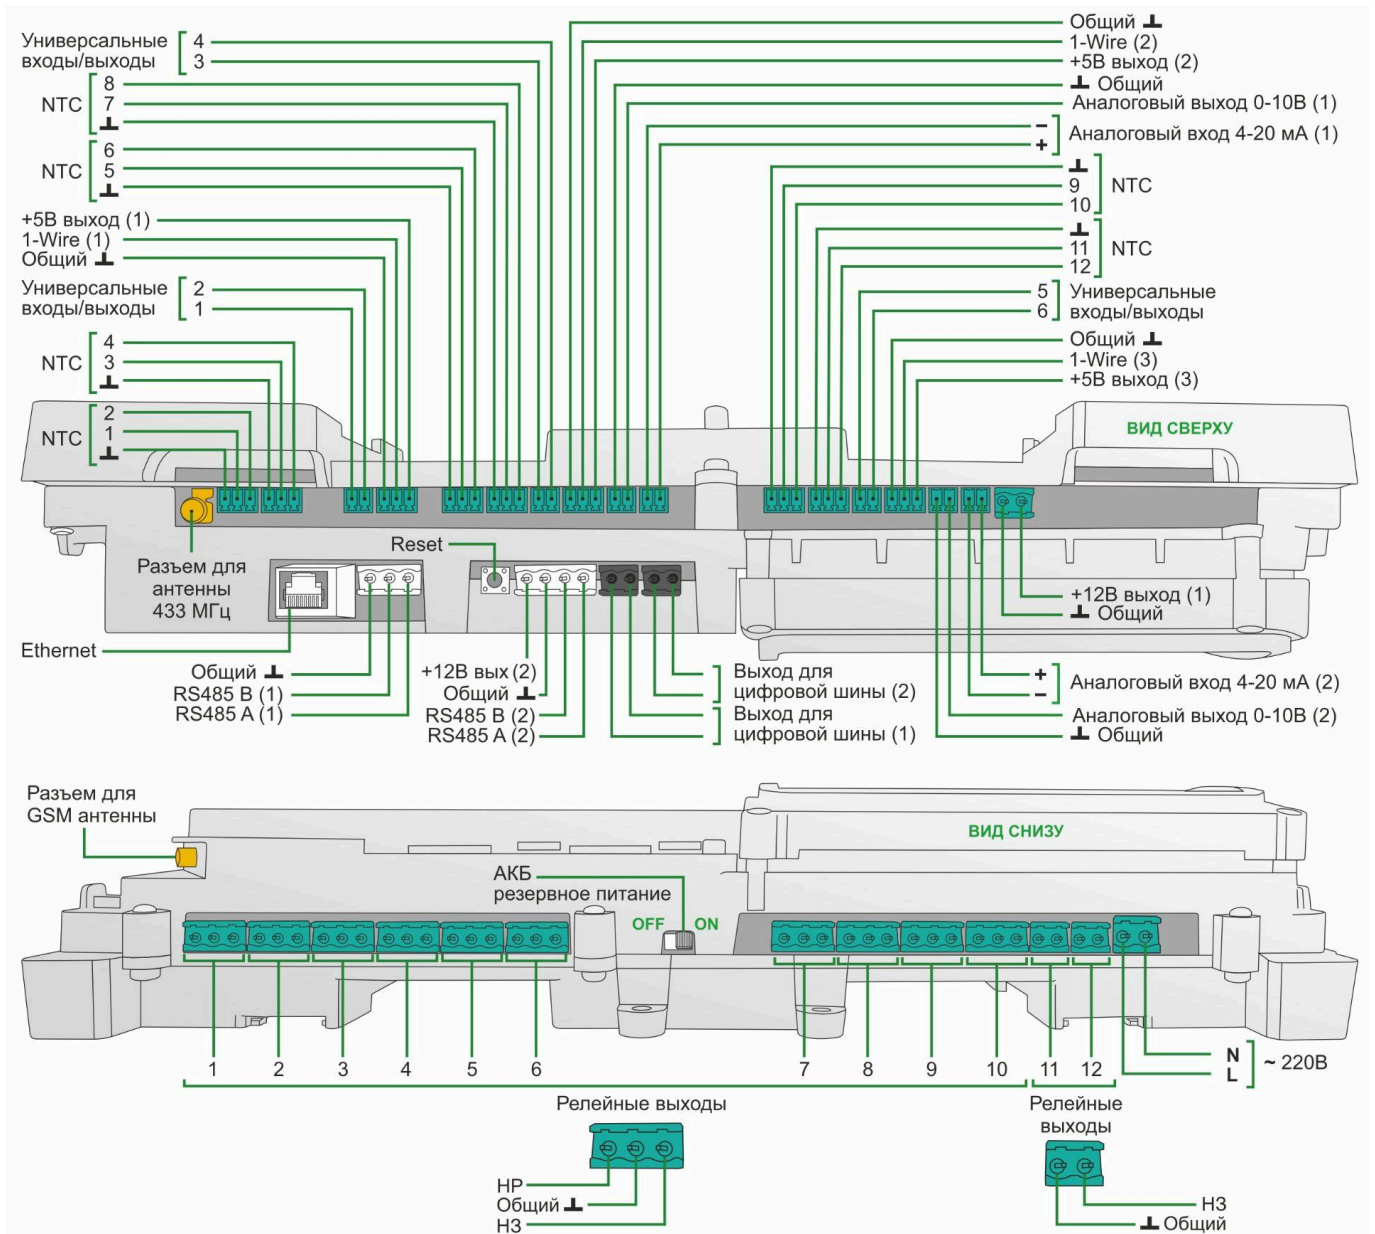 Универсальные
входы/выходы
4
3
NTC
8
7
NTC
6
5
+5В выход (1)
1-Wire (1)
Общий
Универсальные
входы/выходы
2
1
NTC
4
3
NTC
2
1
Общий
1-Wire (2)
+5В выход (2)
Общий
Аналоговый выход 0-10В (1)
−
+
Аналоговый вход 4-20 мА (1)
9
10
NTC
11
12
NTC
5
6
Универсальные
входы/выходы
Общий
1-Wire (3)
+5В выход (3)
ВИД СВЕРХУ
Разъем для
антенны
433 МГц
Reset
Ethernet
Общий
RS485 B (1)
RS485 A (1)
+12В вых (2)
Общий
RS485 B (2)
RS485 A (2)
Выход для
цифровой шины (2)
Выход для
цифровой шины (1)
+12В выход (1)
Общий
+
−
Аналоговый вход 4-20 мА (2)
Аналоговый выход 0-10В (2)
Общий
Разъем для
GSM антенны
ВИД СНИЗУ
АКБ
резервное питание
OFF ON
1 2 3 4 5 6 7 8 9 10 11 12
N
L
~ 220В
Релейные выходы
НР
Общий
НЗ
Релейные
выходы
НЗ
Общий